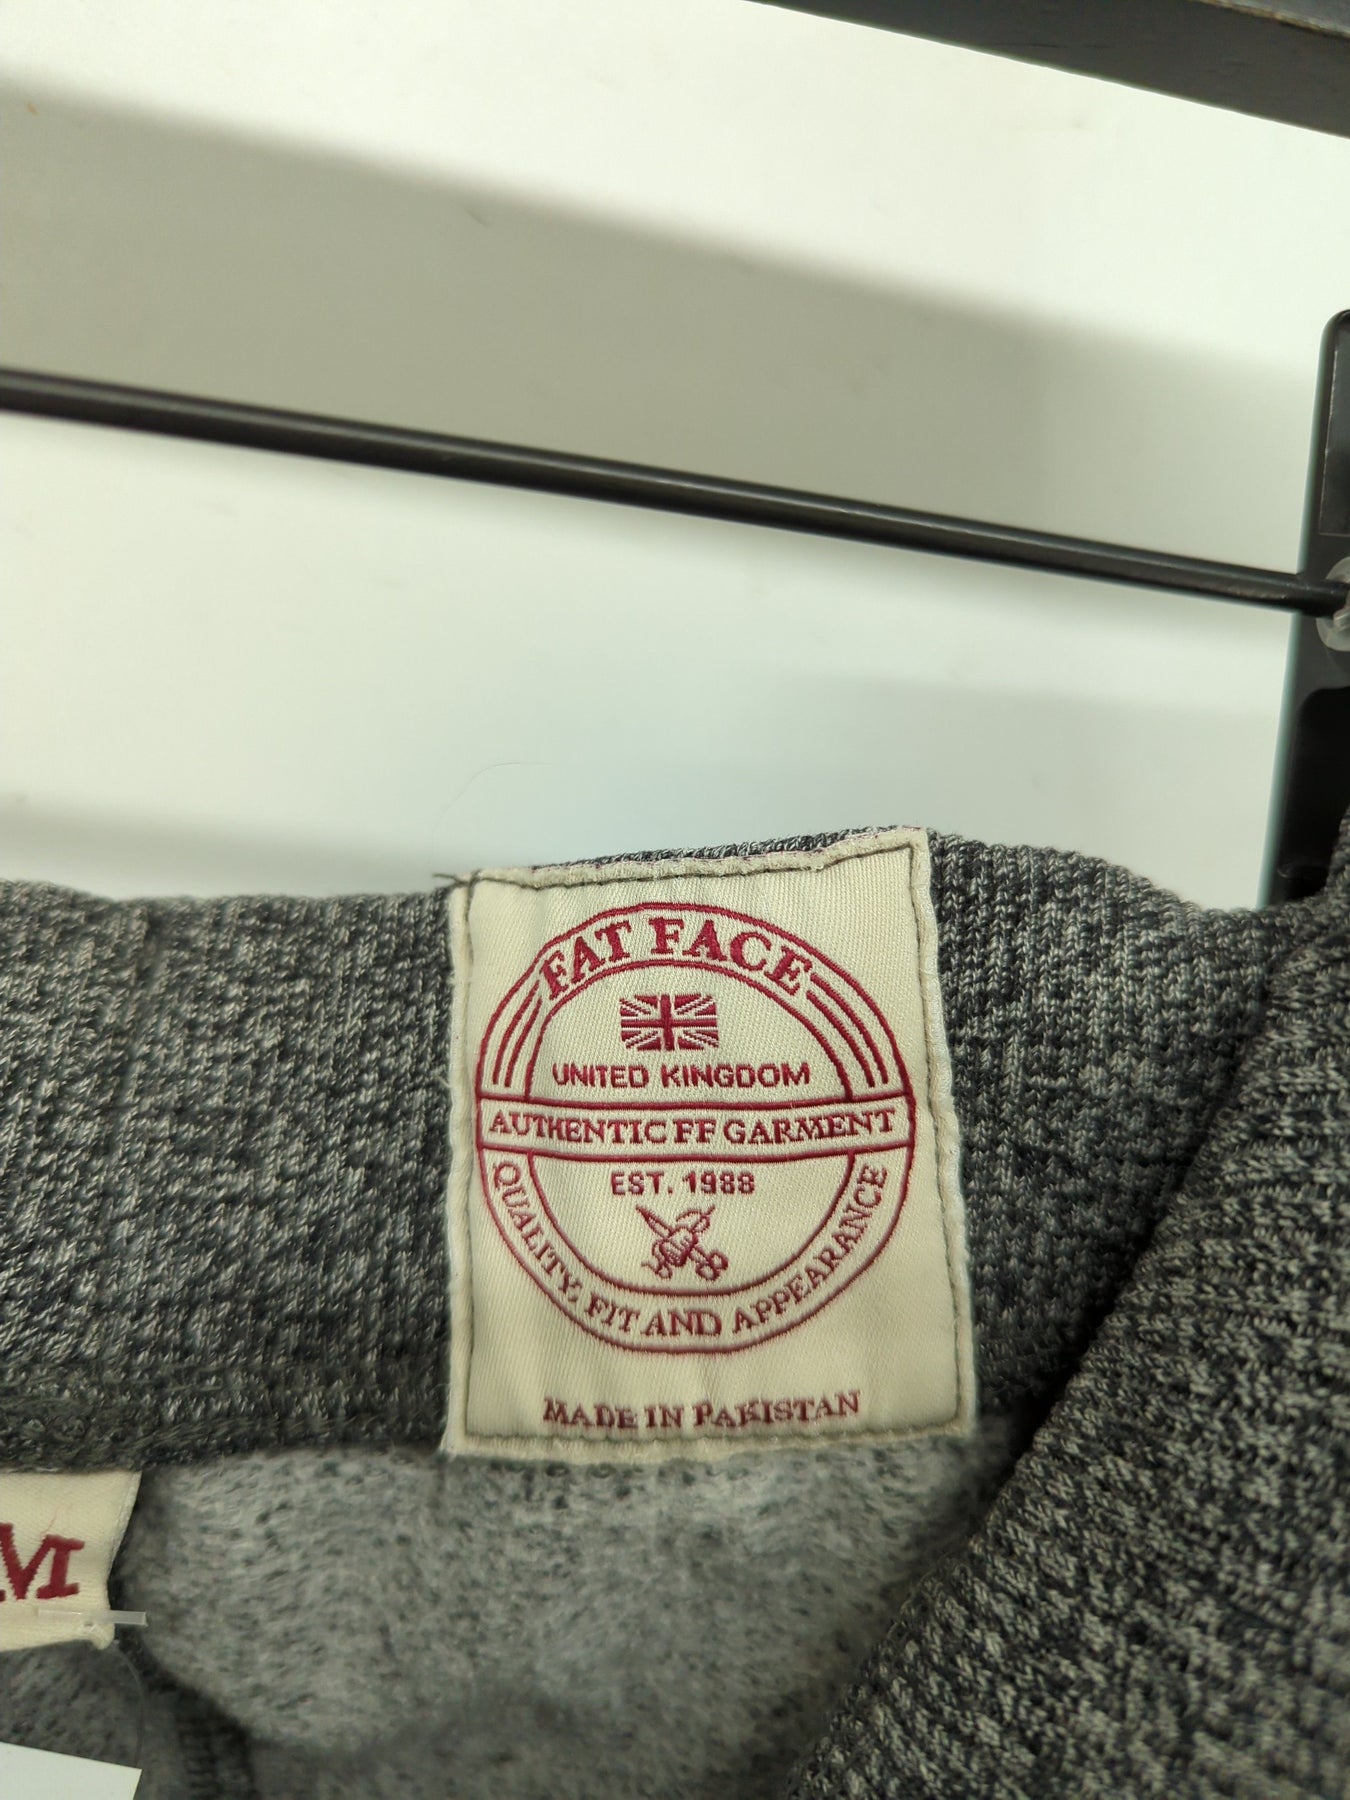 FAT FACE
UNITED KINGDOM
AUTHENTIC FF GARMENT
EST. 1988
QUALITY, FIT AND APPEARANCE
MADE IN PAKISTAN
M